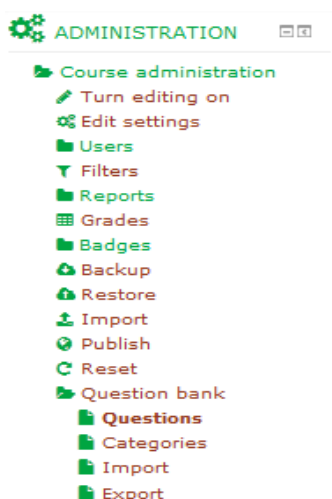 ADMINISTRATION
Course administration
Turn editing on
Edit settings
Users
Filters
Reports
Grades
Badges
Backup
Restore
Import
Publish
Reset
Question bank
Questions
Categories
Import
Export